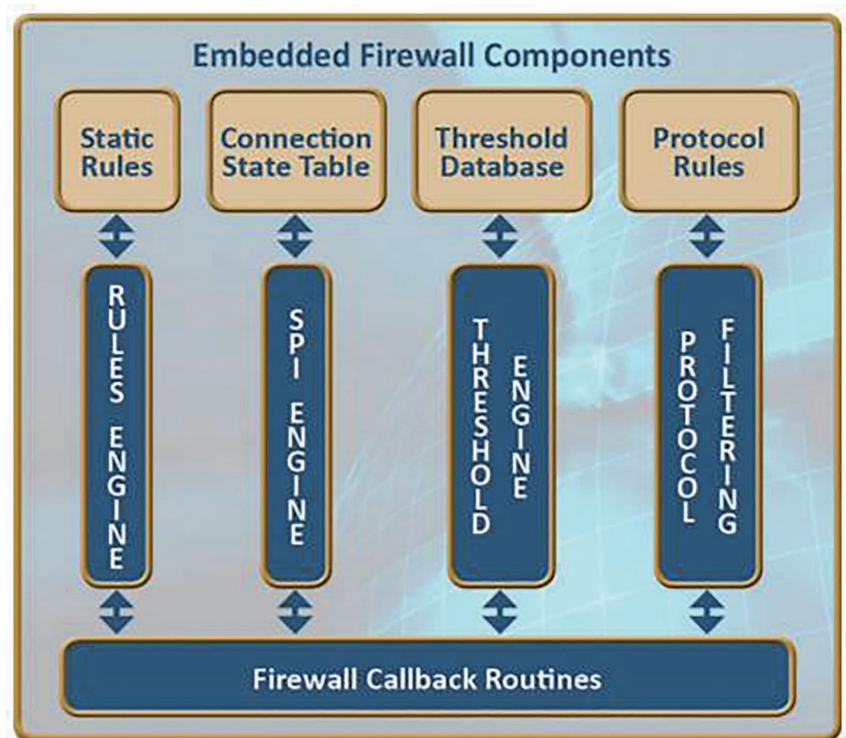 Embedded Firewall Components
Static
Rules
Connection
State Table
Threshold
Database
Protocol
Rules
RULES ENGINE
SPI ENGINE
THRESHOLD
ENGINE
PROTOCOL
FILTERING
Firewall Callback Routines